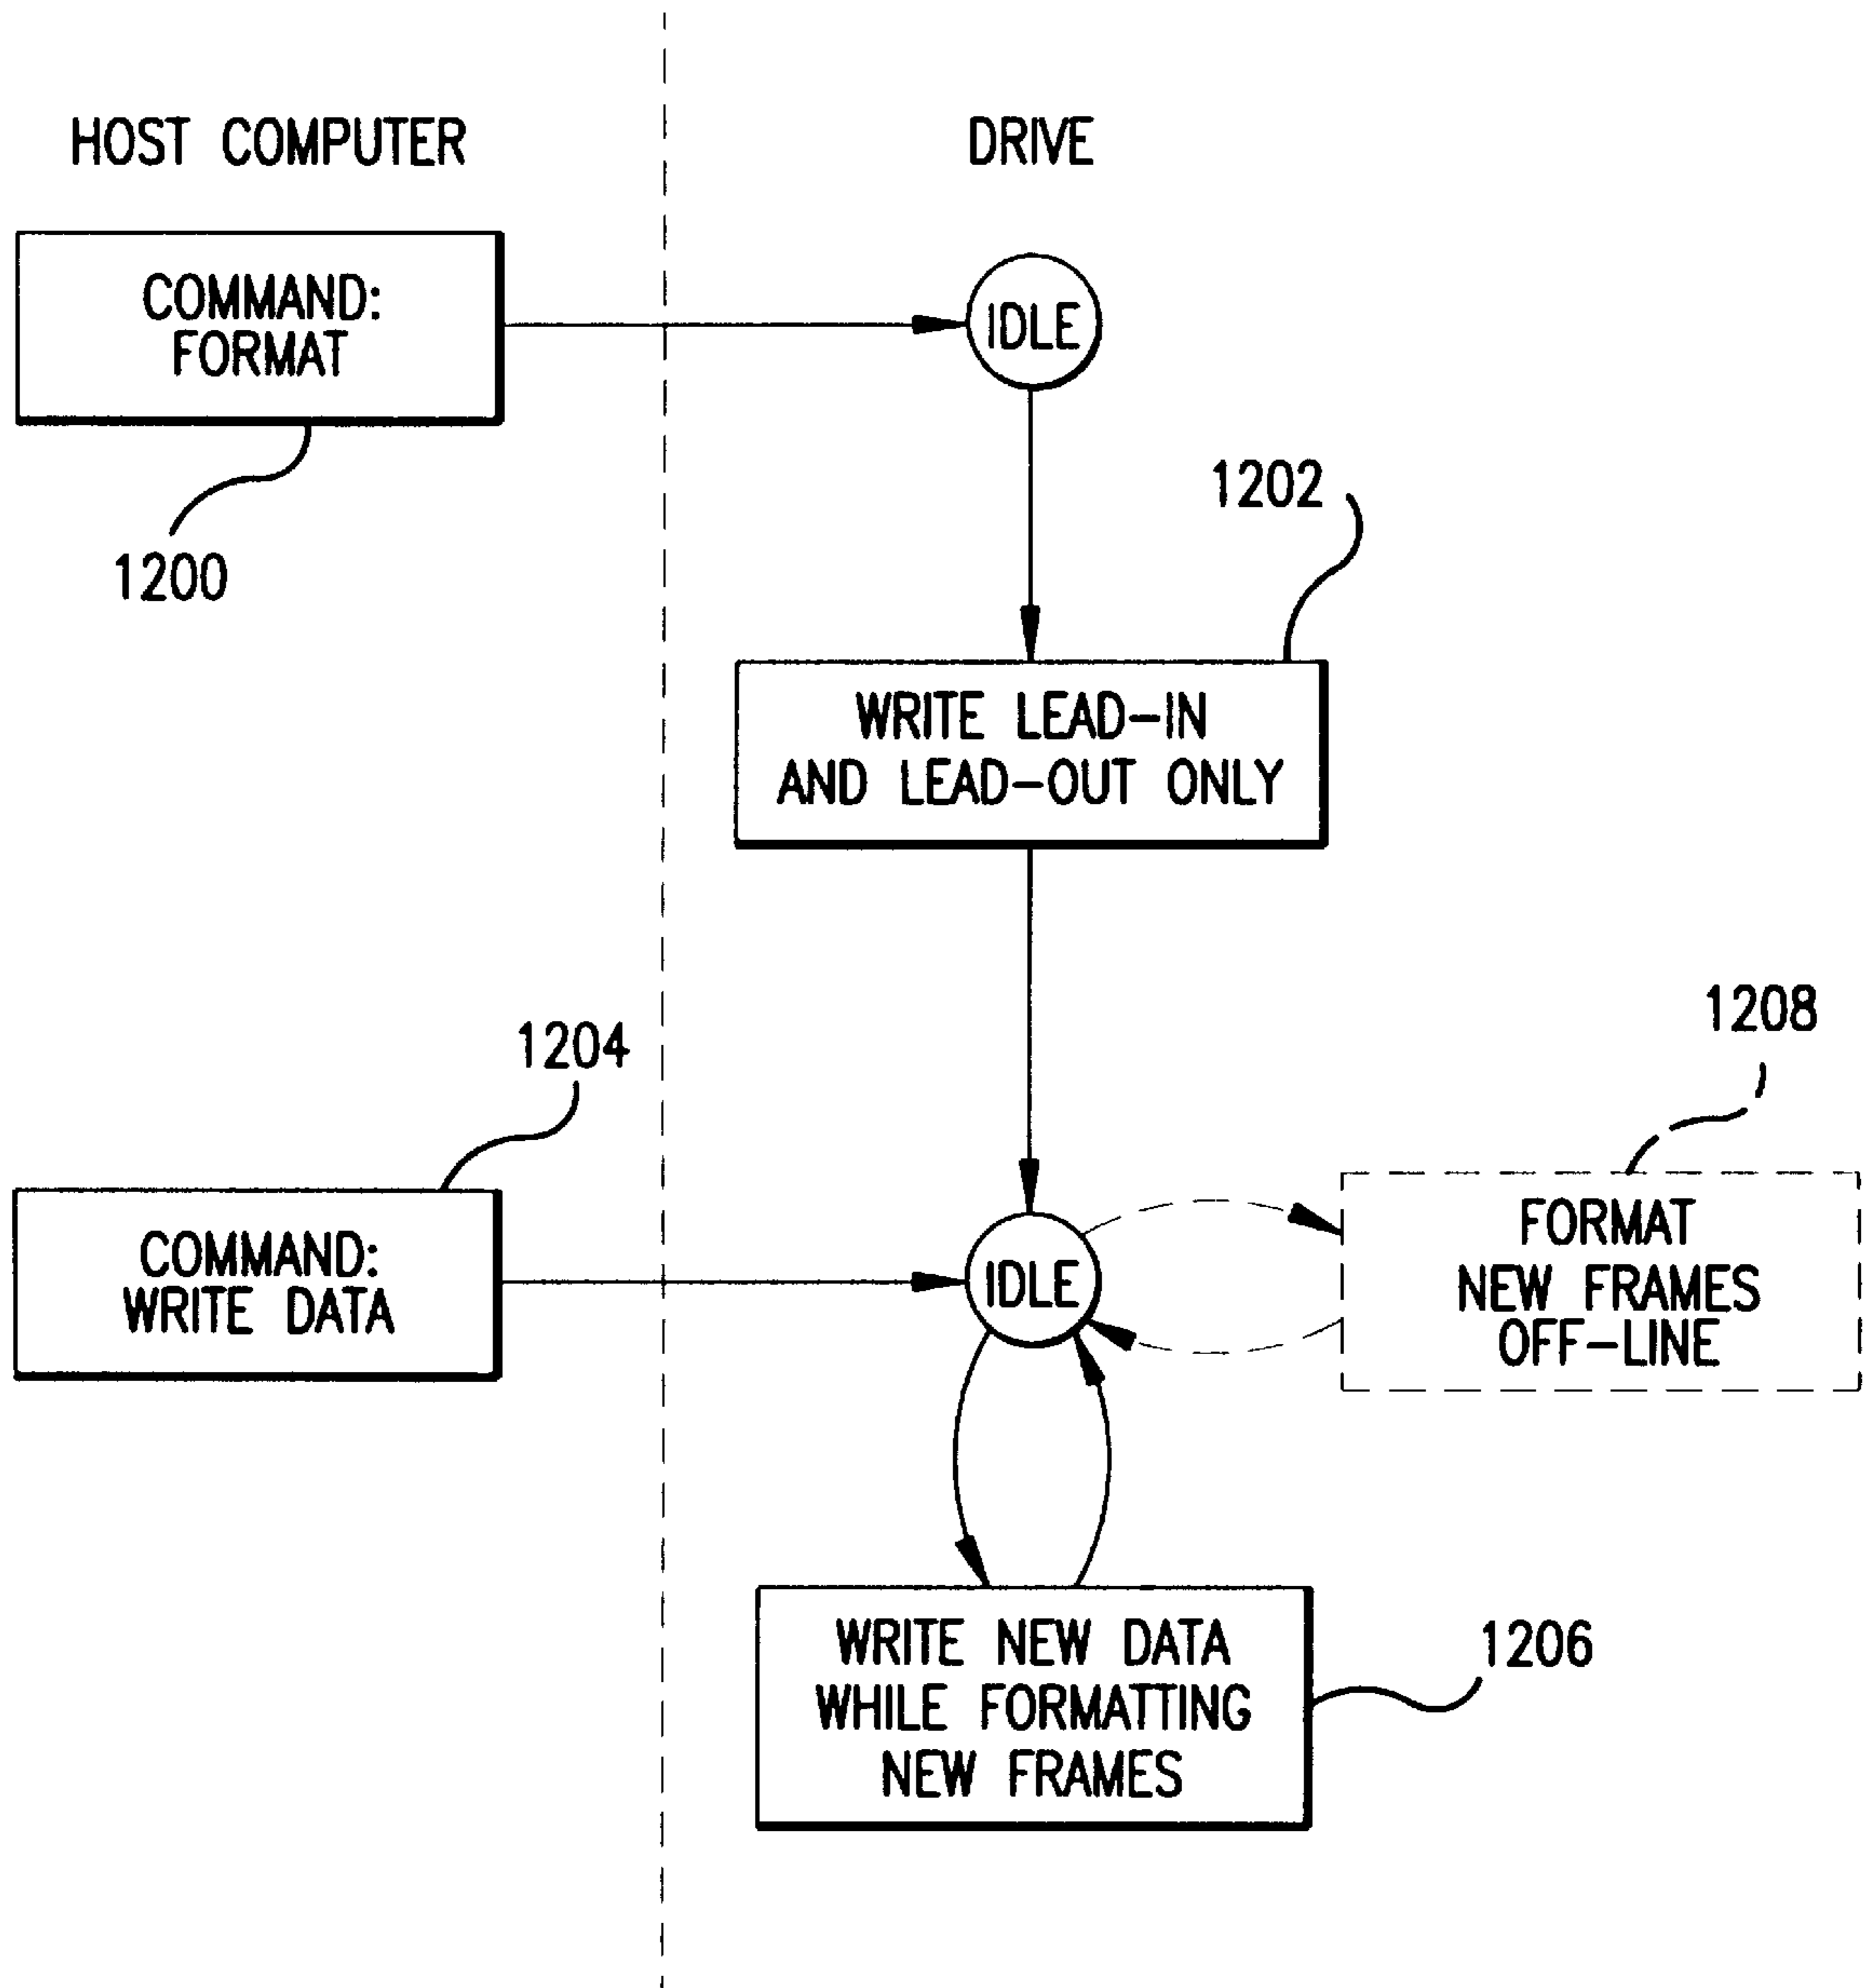 HOST COMPUTER
DRIVE
COMMAND:
FORMAT
IDLE
1200
1202
WRITE LEAD-IN
AND LEAD-OUT ONLY
1204
1208
COMMAND:
WRITE DATA
IDLE
FORMAT
NEW FRAMES
OFF-LINE
WRITE NEW DATA
WHILE FORMATTING
NEW FRAMES
1206